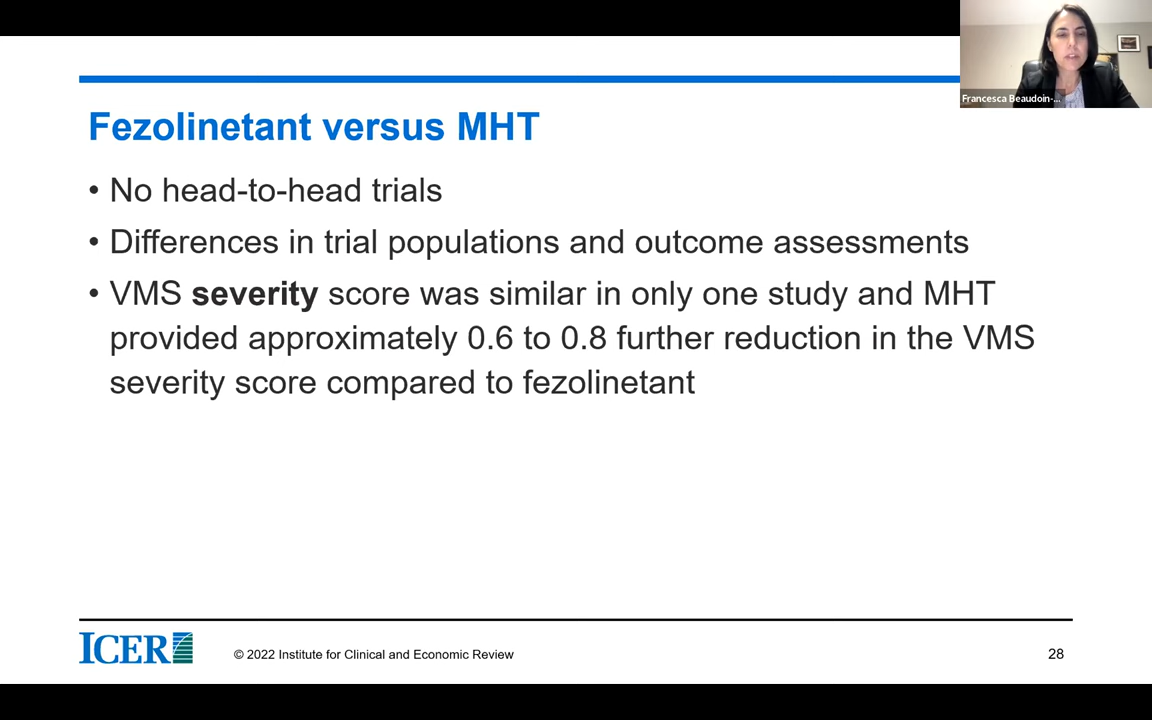 Francesca Beaudoin-...
Fezolinetant versus MHT
• No head-to-head trials
• Differences in trial populations and outcome assessments
• VMS severity score was similar in only one study and MHT
provided approximately 0.6 to 0.8 further reduction in the VMS
severity score compared to fezolinetant
ICER
© 2022 Institute for Clinical and Economic Review
28